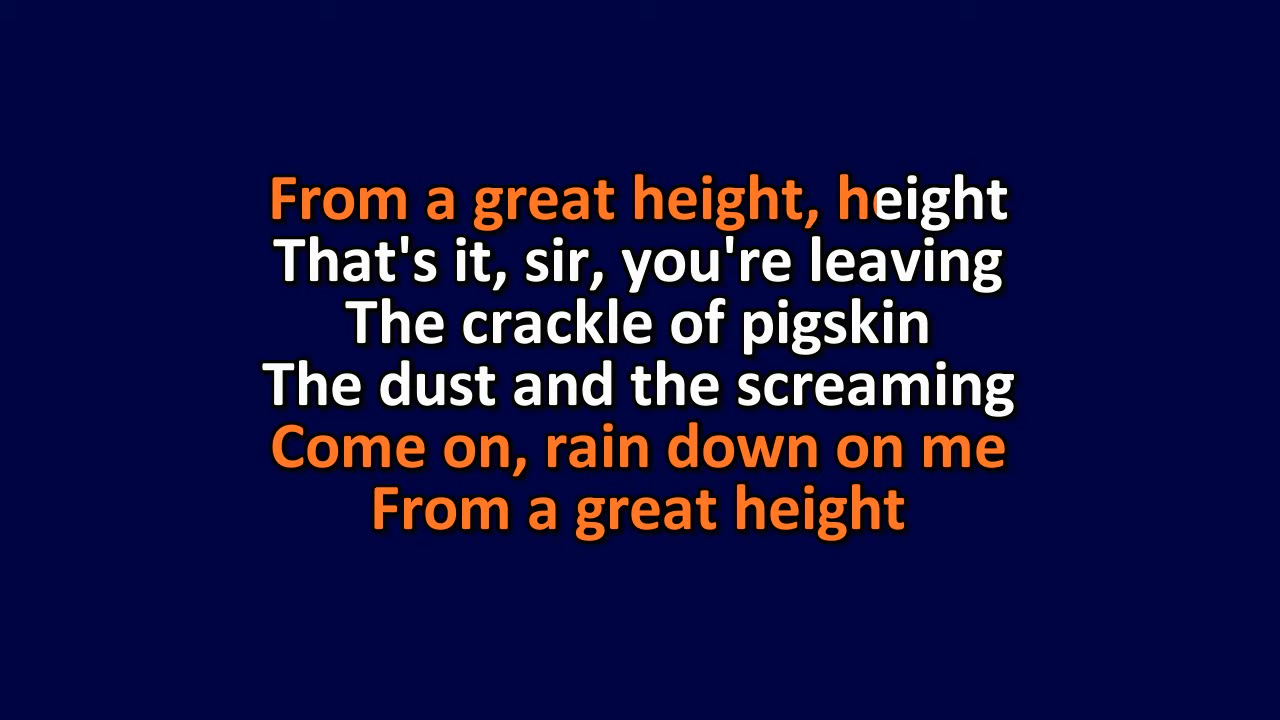 From a great height, height
That's it, sir, you're leaving
The crackle of pigskin
The dust and the screaming
Come on, rain down on me
From a great height